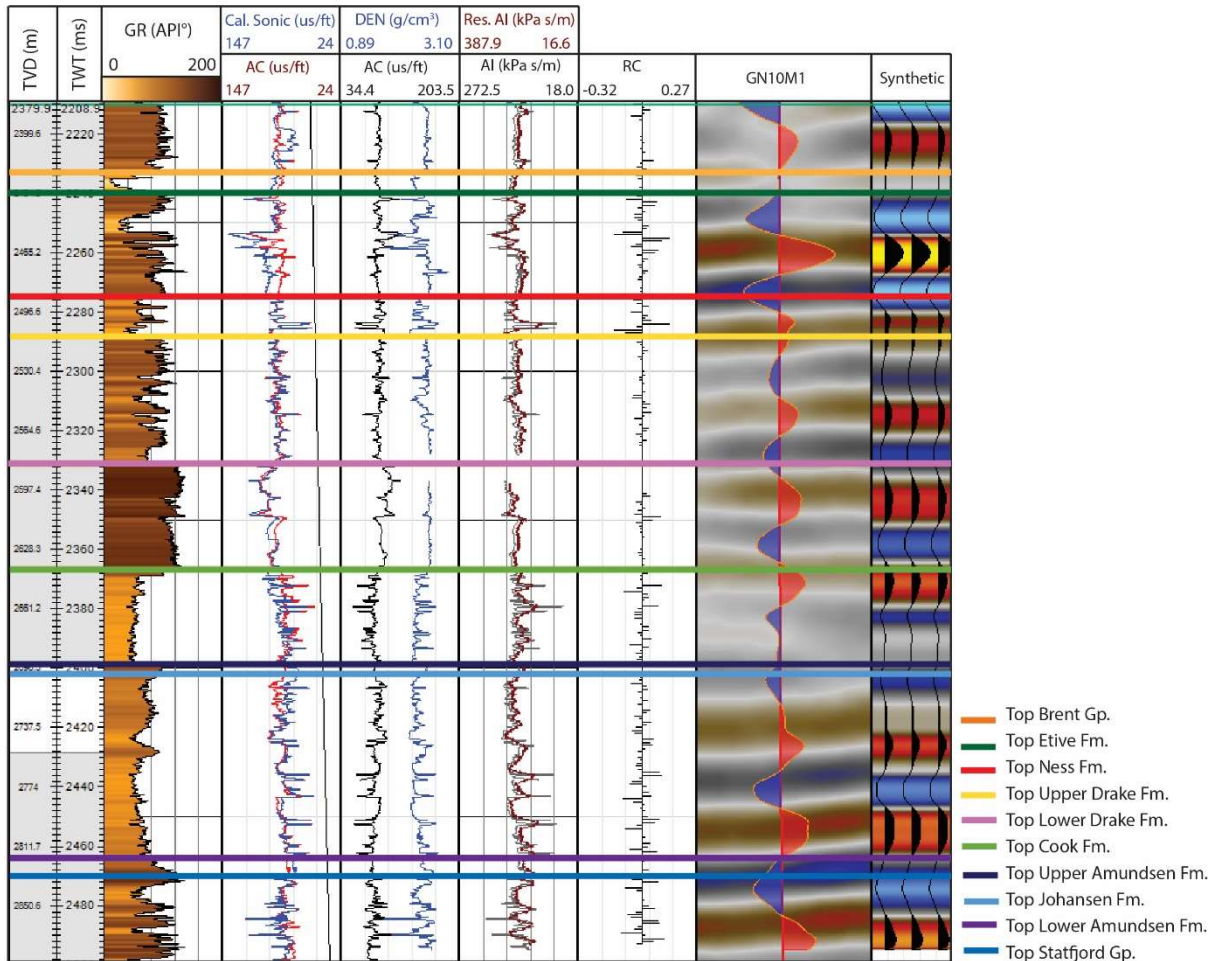 TVD (m)
TWT (ms)
GR (API°)
0 200
Cal. Sonic (us/ft)
147 24
AC (us/ft)
147 24
DEN (g/cm³)
0.89 3.10
AC (us/ft)
34.4 203.5
Res. AI (kPa s/m)
387.9 16.6
AI (kPa s/m)
272.5 18.0
RC
-0.32 0.27
GN10M1
Synthetic
2379.9 2208.9
2399.6 2220
2240
2465.2 2260
2496.6 2280
2530.4 2300
2564.6 2320
2597.4 2340
2628.3 2360
2661.2 2380
2400
2737.5 2420
2774 2440
2811.7 2460
2850.6 2480
Top Brent Gp.
Top Etive Fm.
Top Ness Fm.
Top Upper Drake Fm.
Top Lower Drake Fm.
Top Cook Fm.
Top Upper Amundsen Fm.
Top Johansen Fm.
Top Lower Amundsen Fm.
Top Statfjord Gp.